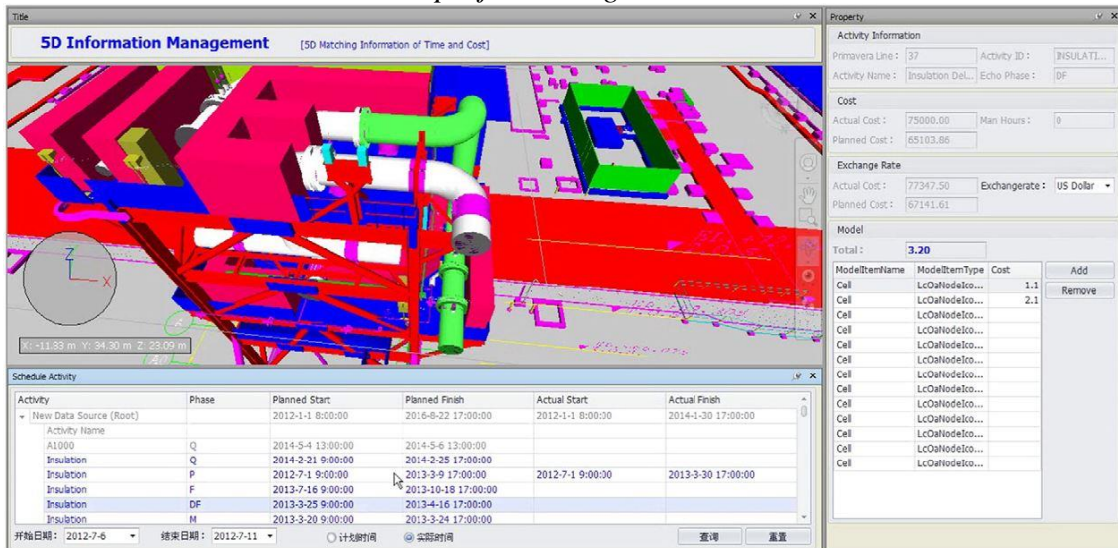 Title
5D Information Management [5D Matching Information of Time and Cost]
Z
X
X: -11.33 m Y: 34.30 m Z: 23.09 m
Schedule Activity
Activity Phase Planned Start Planned Finish Actual Start Actual Finish
New Data Source (Root) 2012-1-1 8:00:00 2016-8-22 17:00:00 2012-1-1 8:00:00 2014-1-30 17:00:00
Activity Name
A1000 Q 2014-5-4 13:00:00 2014-5-6 13:00:00
Insulation Q 2014-2-21 9:00:00 2014-2-25 17:00:00
Insulation P 2012-7-1 9:00:00 2013-3-9 17:00:00 2012-7-1 9:00:00 2013-3-30 17:00:00
Insulation F 2013-7-16 9:00:00 2013-10-18 17:00:00
Insulation DF 2013-3-25 9:00:00 2013-4-16 17:00:00
Insulation M 2013-3-20 9:00:00 2013-3-24 17:00:00
开始日期: 2012-7-6 结束日期: 2012-7-11 计划时间 实际时间 查询 重置
Property
Activity Information
Primavera Line: 37 Activity ID: INSULATI...
Activity Name: Insulation Del... Echo Phase: DF
Cost
Actual Cost: 75000.00 Man Hours: 0
Planned Cost: 65103.86
Exchange Rate
Actual Cost: 77347.50 Exchangerate: US Dollar
Planned Cost: 67141.61
Model
Total: 3.20
ModelItemName ModelItemType Cost Add
Cell LcOaNodeIco... 1.1 Remove
Cell LcOaNodeIco... 2.1
Cell LcOaNodeIco...
Cell LcOaNodeIco...
Cell LcOaNodeIco...
Cell LcOaNodeIco...
Cell LcOaNodeIco...
Cell LcOaNodeIco...
Cell LcOaNodeIco...
Cell LcOaNodeIco...
Cell LcOaNodeIco...
Cell LcOaNodeIco...
Cell LcOaNodeIco...